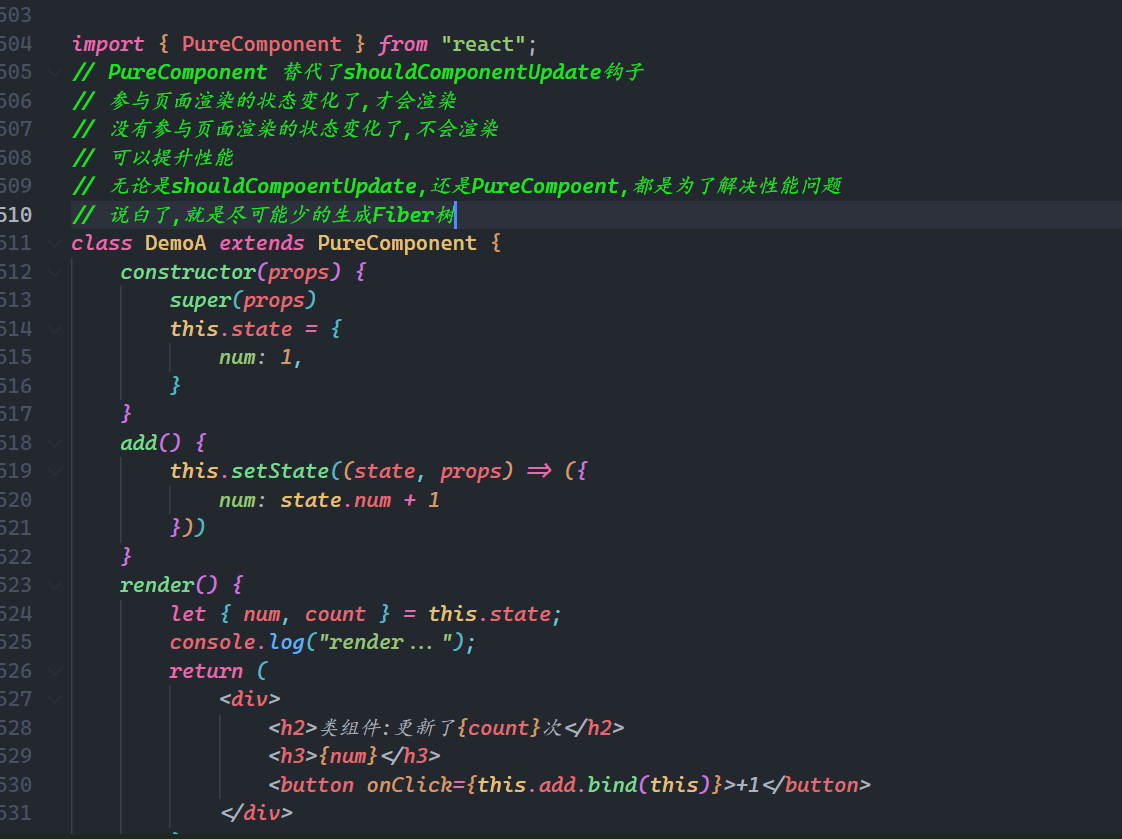 503
504 import { PureComponent } from "react";
505 // PureComponent 替代了shouldComponentUpdate钩子
506 // 参与页面渲染的状态变化了,才会渲染
507 // 没有参与页面渲染的状态变化了,不会渲染
508 // 可以提升性能
509 // 无论是shouldCompoentUpdate,还是PureCompoent,都是为了解决性能问题
510 // 说白了,就是尽可能少的生成Fiber树
511 class DemoA extends PureComponent {
512 constructor(props) {
513 super(props)
514 this.state = {
515 num: 1,
516 }
517 }
518 add() {
519 this.setState((state, props) => ({
520 num: state.num + 1
521 }))
522 }
523 render() {
524 let { num, count } = this.state;
525 console.log("render...");
526 return (
527 <div>
528 <h2>类组件:更新了{count}次</h2>
529 <h3>{num}</h3>
530 <button onClick={this.add.bind(this)}>+1</button>
531 </div>